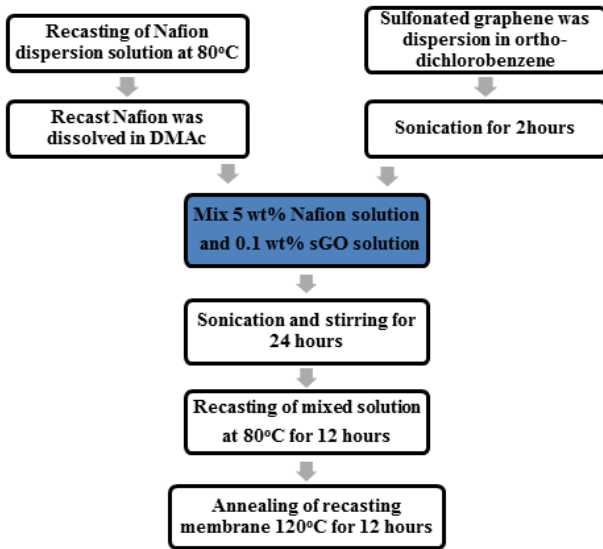 Recasting of Nafion
dispersion solution at 80°C
Recast Nafion was
dissolved in DMAc
Sulfonated graphene was
dispersion in ortho-
dichlorobenzene
Sonication for 2hours
Mix 5 wt% Nafion solution
and 0.1 wt% sGO solution
Sonication and stirring for
24 hours
Recasting of mixed solution
at 80°C for 12 hours
Annealing of recasting
membrane 120°C for 12 hours